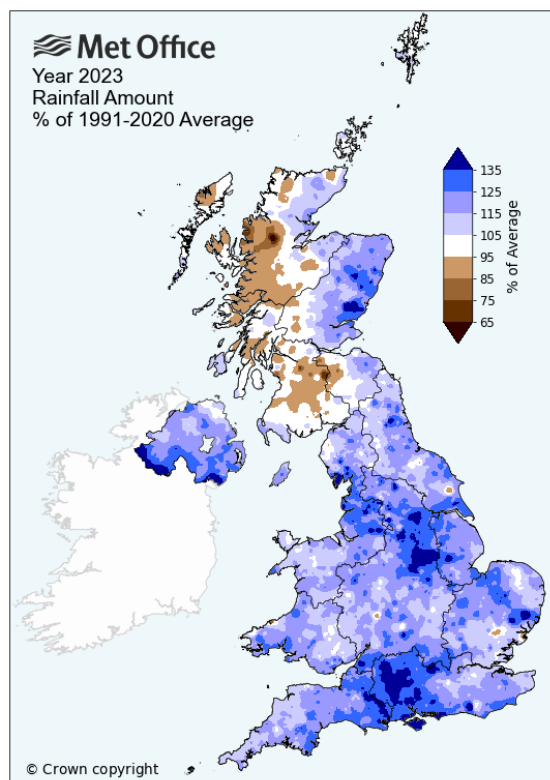 Met Office
Year 2023
Rainfall Amount
% of 1991-2020 Average
135
125
115
105
95
85
75
65
% of Average
© Crown copyright